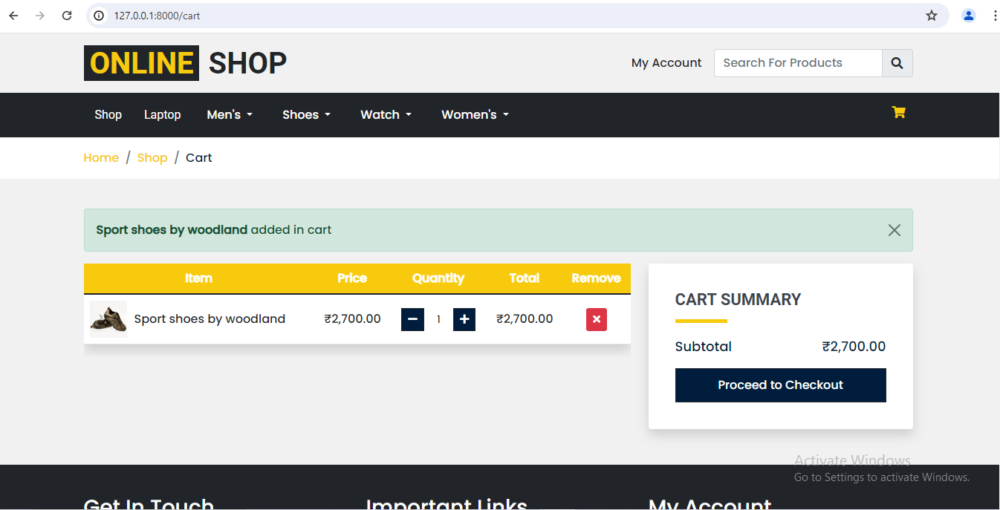 127.0.0.1:8000/cart
ONLINE SHOP
My Account
Search For Products
Shop Laptop Men's Shoes Watch Women's
Home / Shop / Cart
Sport shoes by woodland added in cart
Item Price Quantity Total Remove
Sport shoes by woodland ₹2,700.00 1 ₹2,700.00
CART SUMMARY
Subtotal ₹2,700.00
Proceed to Checkout
Activate Windows
Go to Settings to activate Windows.
Get In Touch Important Links My Account